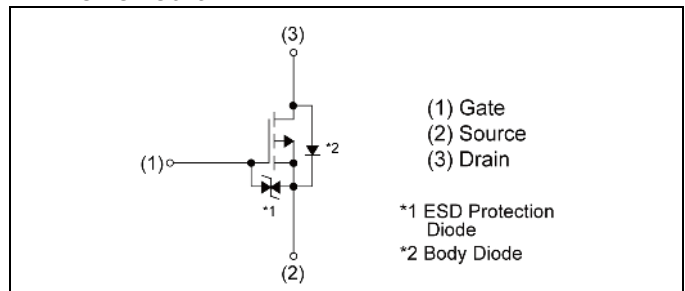 (3)
(1) Gate
(2) Source
(3) Drain
*2
(1)
*1
*1 ESD Protection
Diode
*2 Body Diode
(2)